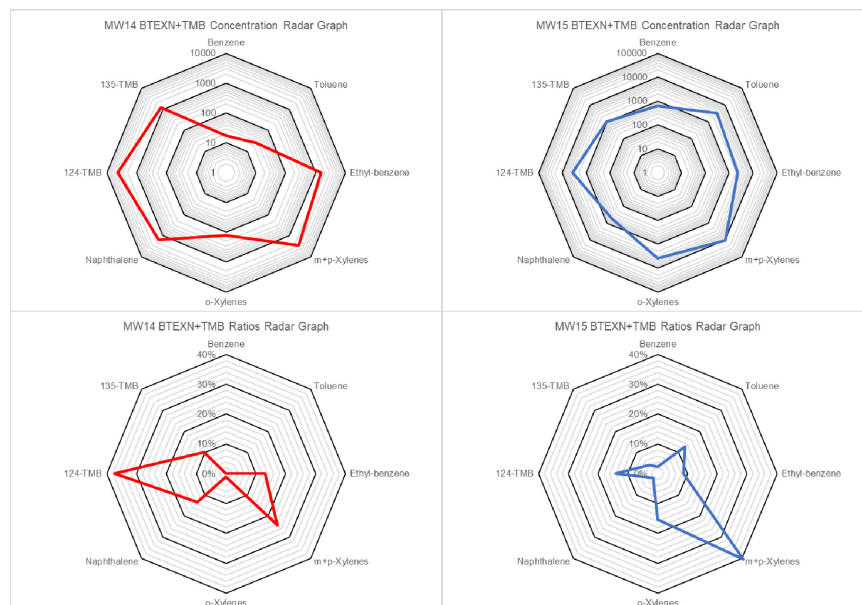 MW14 BTEXN+TMB Concentration Radar Graph
Benzene
10000
1000
100
10
1
Toluene
Ethyl-benzene
m+p-Xylenes
o-Xylenes
Naphthalene
124-TMB
135-TMB
MW15 BTEXN+TMB Concentration Radar Graph
Benzene
100000
10000
1000
100
10
1
Toluene
Ethyl-benzene
m+p-Xylenes
o-Xylenes
Naphthalene
124-TMB
135-TMB
MW14 BTEXN+TMB Ratios Radar Graph
Benzene
40%
30%
20%
10%
0%
Toluene
Ethyl-benzene
m+p-Xylenes
o-Xylenes
Naphthalene
124-TMB
135-TMB
MW15 BTEXN+TMB Ratios Radar Graph
Benzene
40%
30%
20%
10%
0%
Toluene
Ethyl-benzene
m+p-Xylenes
o-Xylenes
Naphthalene
124-TMB
135-TMB